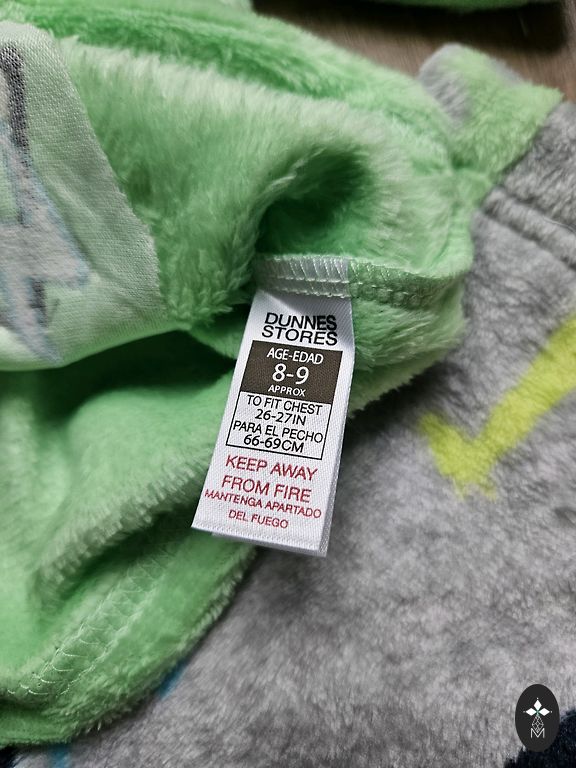 DUNNES
STORES
AGE-EDAD
8-9
APPROX
TO FIT CHEST
26-27IN
PARA EL PECHO
66-69CM
KEEP AWAY
FROM FIRE
MANTENGA APARTADO
DEL FUEGO
M